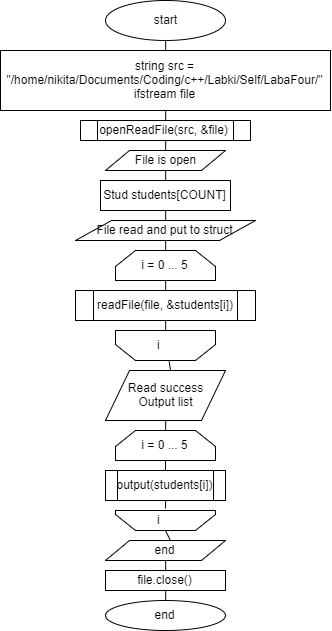 start
string src =
"/home/nikita/Documents/Coding/c++/Labki/Self/LabaFour/"
ifstream file
openReadFile(src, &file)
File is open
Stud students[COUNT]
File read and put to struct
i = 0 ... 5
readFile(file, &students[i])
i
Read success
Output list
i = 0 ... 5
output(students[i])
i
end
file.close()
end